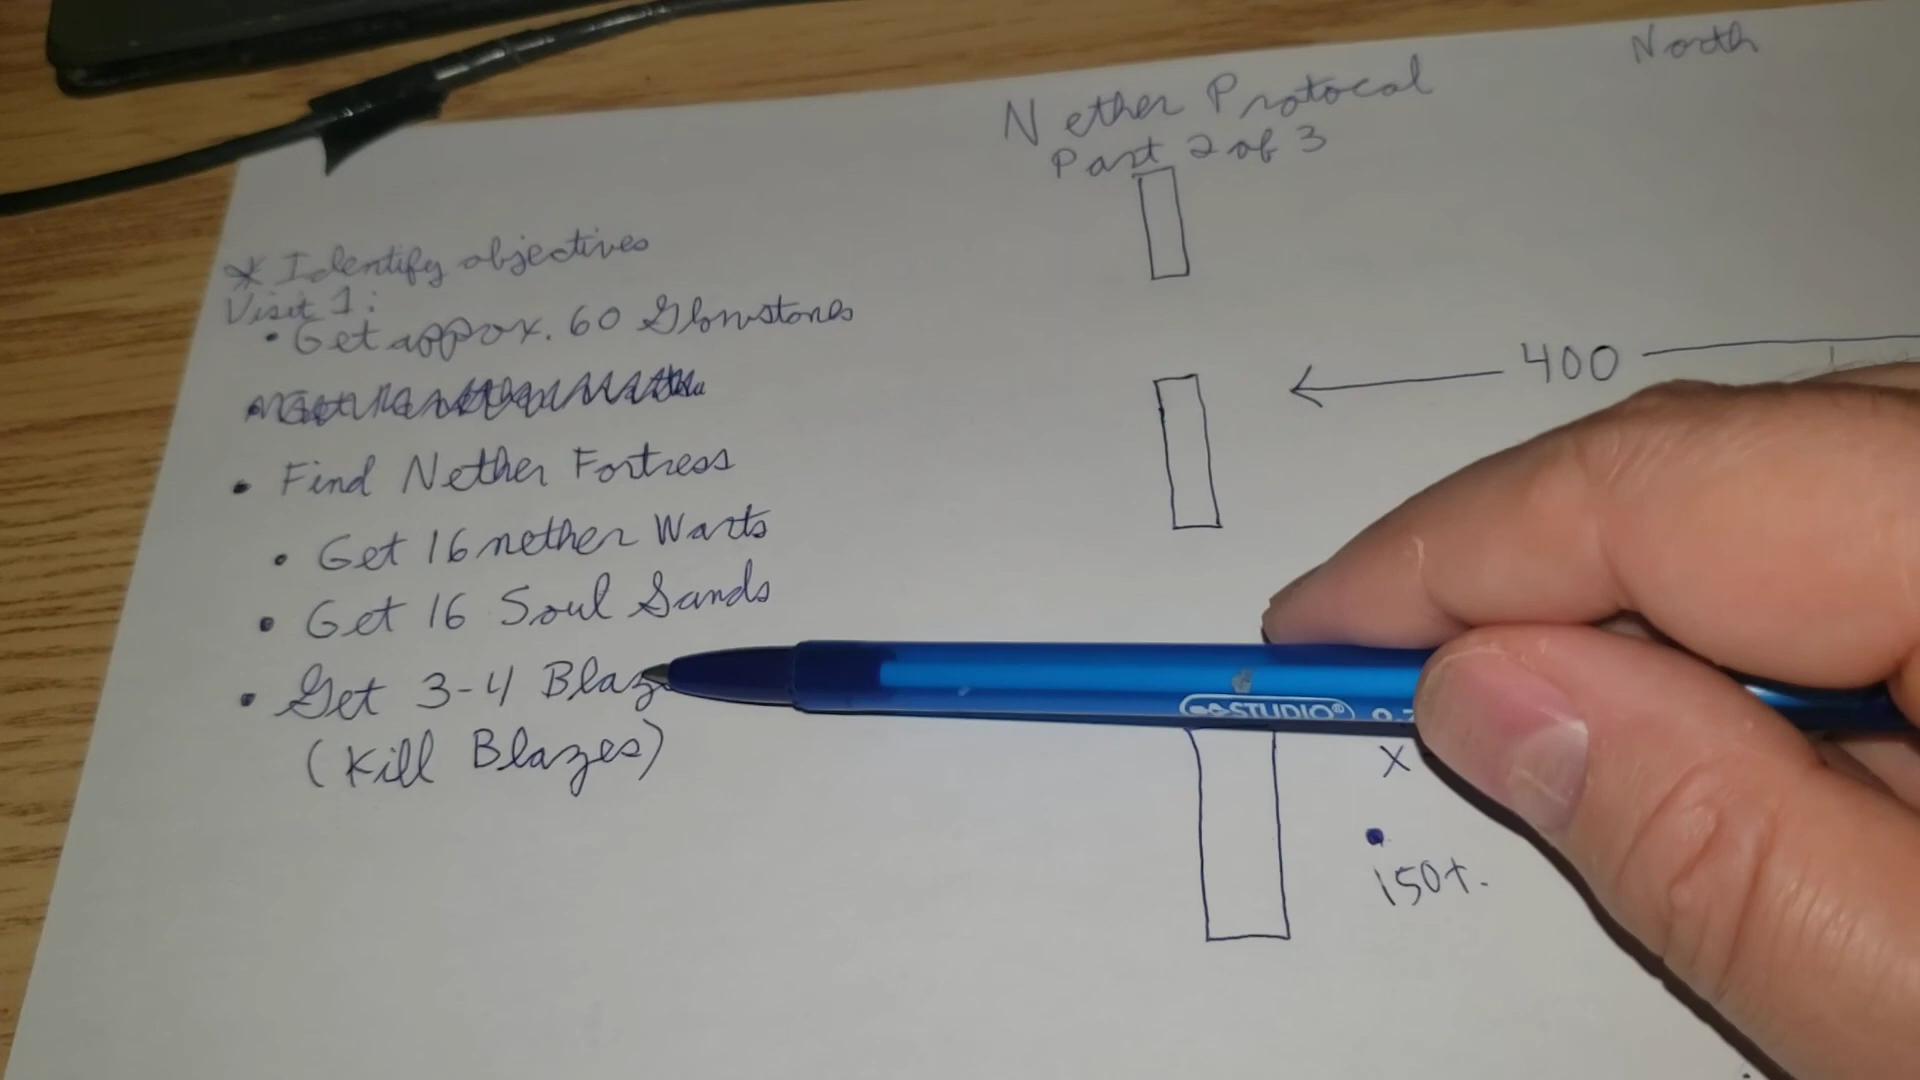 North
Nether Protocal
Part 2 of 3
* Identify objectives
Visit 1:
• Get approx. 60 Glowstones
• Find Nether Fortress
• Get 16 nether Warts
• Get 16 Soul Sands
• Get 3-4 Blaz
(Kill Blazes)
400
STUDIO®
X
150+.